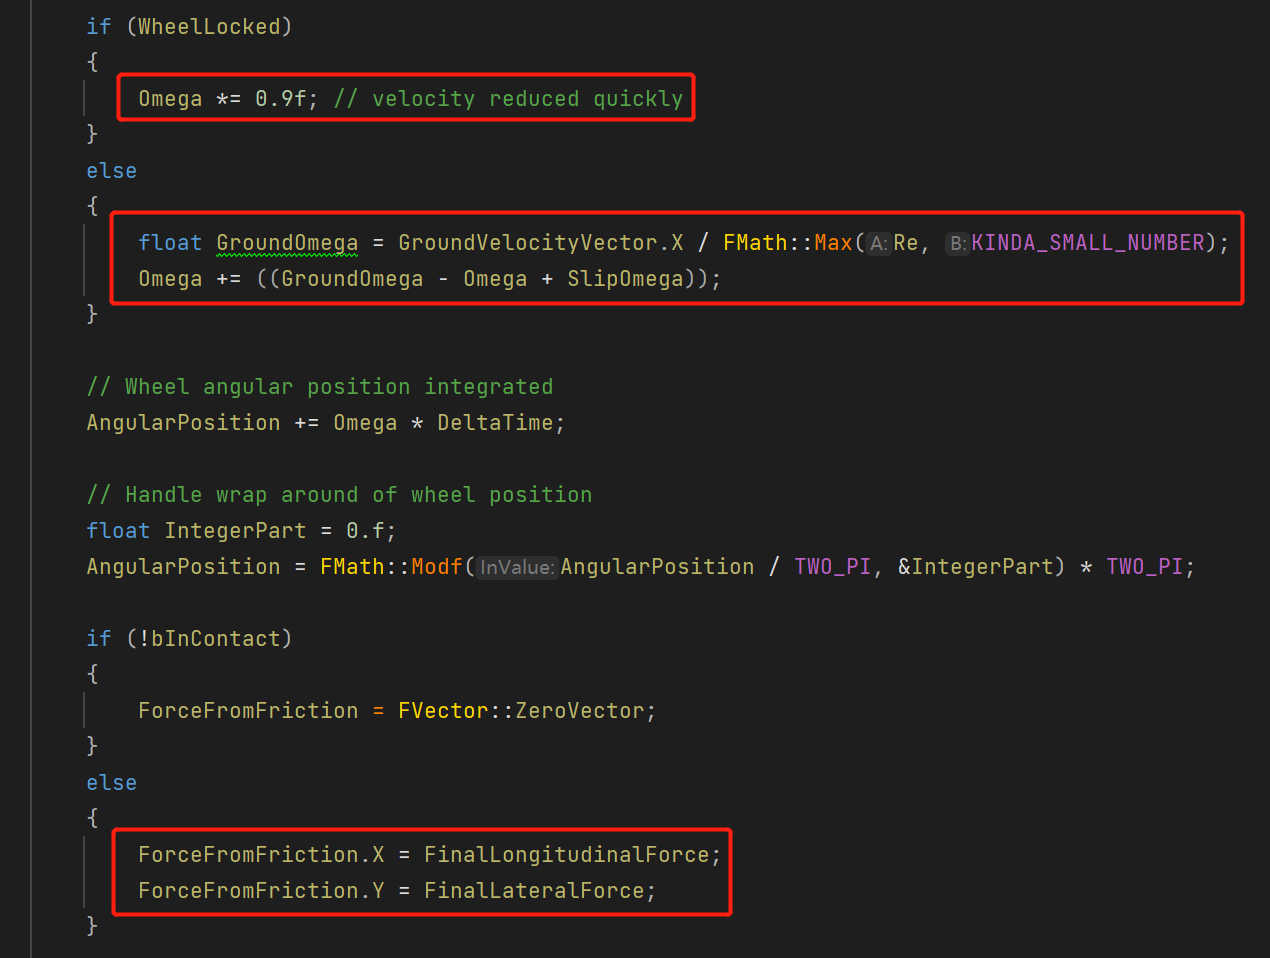 if (WheelLocked)
{
Omega *= 0.9f; // velocity reduced quickly
}
else
{
float GroundOmega = GroundVelocityVector.X / FMath::Max(A:Re, B:KINDA_SMALL_NUMBER);
Omega += ((GroundOmega - Omega + SlipOmega));
}
// Wheel angular position integrated
AngularPosition += Omega * DeltaTime;
// Handle wrap around of wheel position
float IntegerPart = 0.f;
AngularPosition = FMath::Modf(InValue:AngularPosition / TWO_PI, &IntegerPart) * TWO_PI;
if (!bInContact)
{
ForceFromFriction = FVector::ZeroVector;
}
else
{
ForceFromFriction.X = FinalLongitudinalForce;
ForceFromFriction.Y = FinalLateralForce;
}